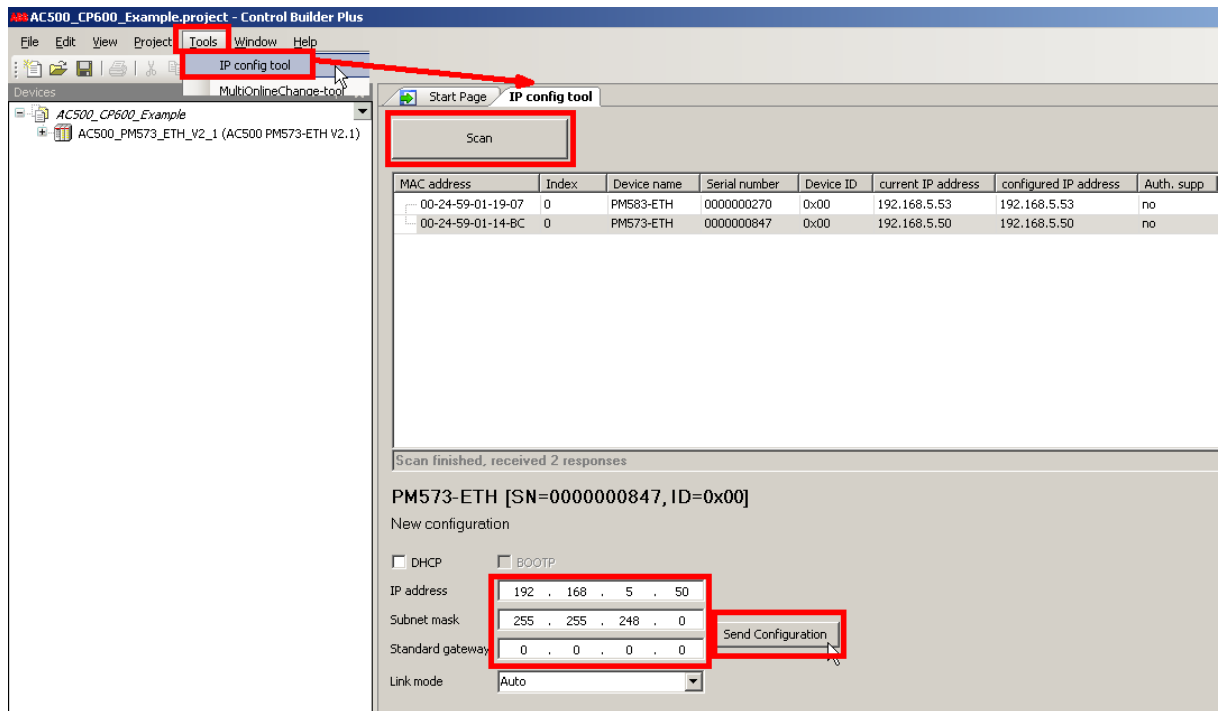 ABB AC500_CP600_Example.project - Control Builder Plus
File Edit View Project Tools Window Help
IP config tool
MultiOnlineChange-tool
Devices
Start Page IP config tool
AC500_CP600_Example
AC500_PM573_ETH_V2_1 (AC500 PM573-ETH V2.1)
Scan
MAC address Index Device name Serial number Device ID current IP address configured IP address Auth. supp
00-24-59-01-19-07 0 PM583-ETH 0000000270 0x00 192.168.5.53 192.168.5.53 no
00-24-59-01-14-BC 0 PM573-ETH 0000000847 0x00 192.168.5.50 192.168.5.50 no
Scan finished, received 2 responses
PM573-ETH [SN=0000000847, ID=0x00]
New configuration
DHCP BOOTP
IP address 192 . 168 . 5 . 50
Subnet mask 255 . 255 . 248 . 0
Send Configuration
Standard gateway 0 . 0 . 0 . 0
Link mode Auto